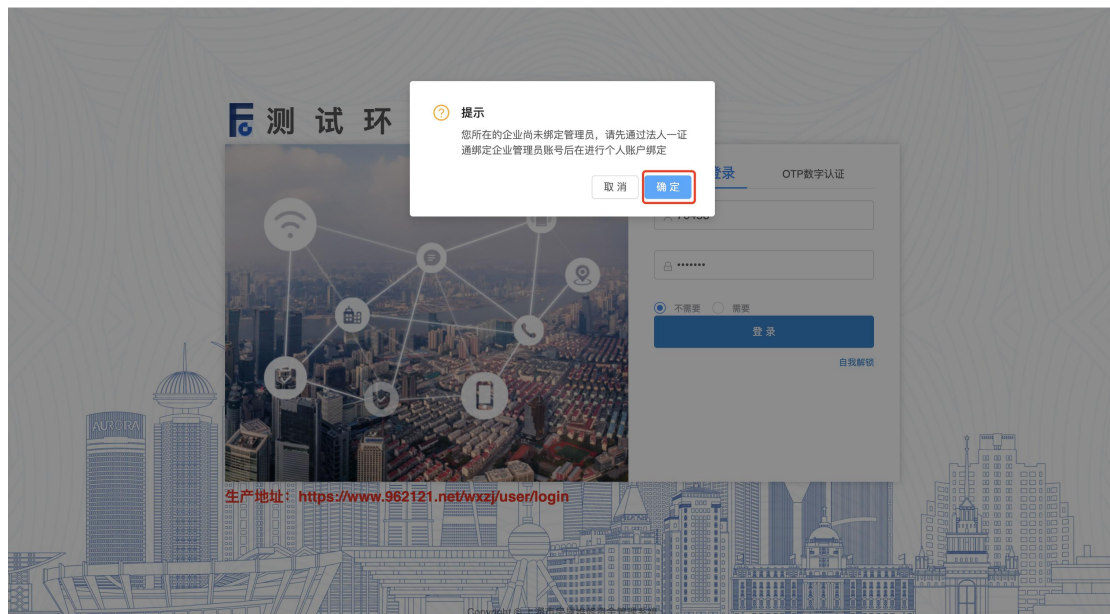 测 试 环
提示
您所在的企业尚未绑定管理员，请先通过法人一证
通绑定企业管理员账号后在进行个人账户绑定
取 消
确 定
登录
OTP数字认证
不需要
需要
登 录
自我解锁
AURORA
生产地址：https://www.962121.net/wxzj/user/login